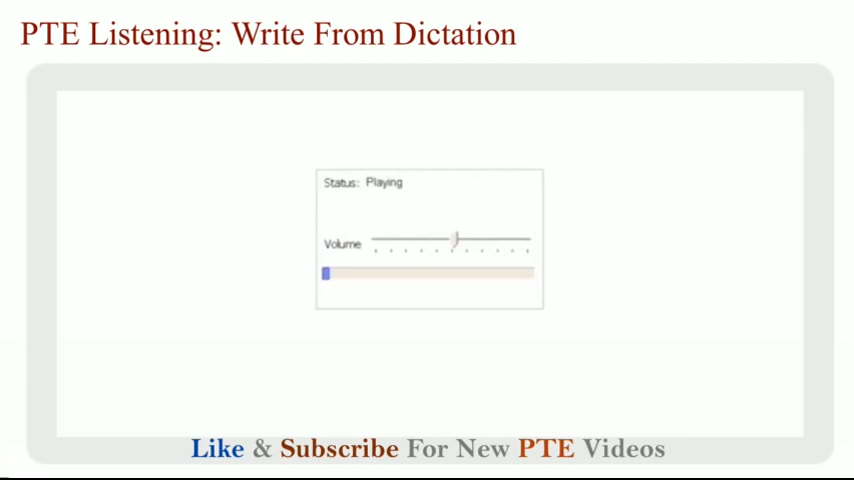 PTE Listening: Write From Dictation
Status: Playing
Volume
Like & Subscribe For New PTE Videos